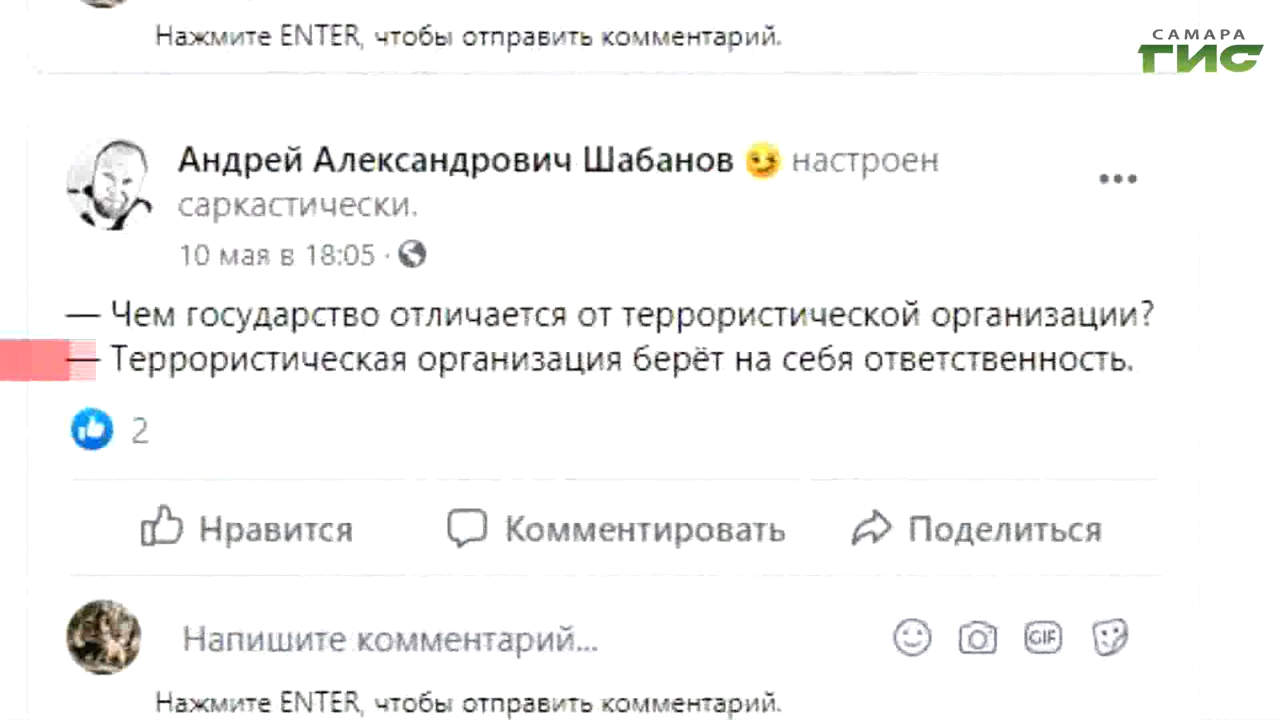 Нажмите ENTER, чтобы отправить комментарий.
САМАРА
ГИС
Андрей Александрович Шабанов 😏 настроен
саркастически.
10 мая в 18:05 ·
— Чем государство отличается от террористической организации?
— Террористическая организация берёт на себя ответственность.
2
Нравится Комментировать Поделиться
Напишите комментарий... GIF
Нажмите ENTER, чтобы отправить комментарий.